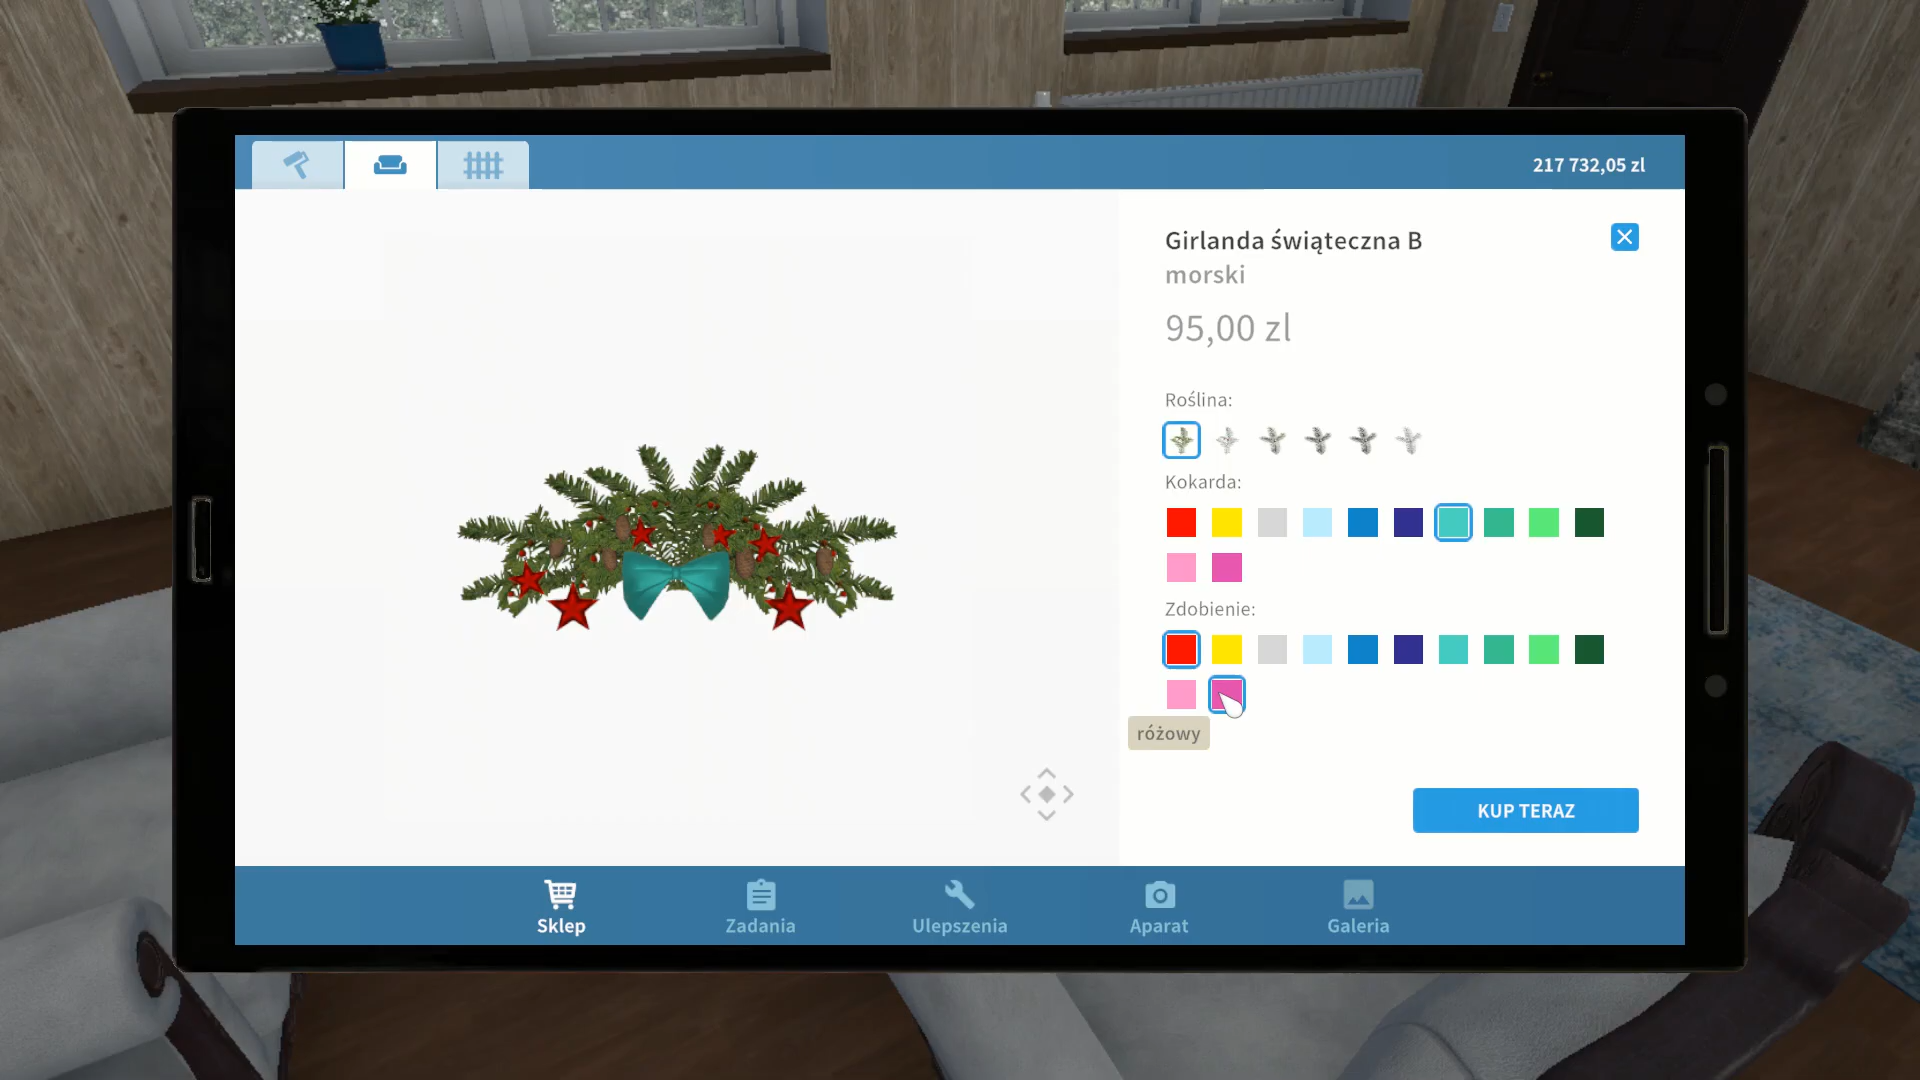 217 732,05 zl
Girlanda świąteczna B
morski
95,00 zl
Roślina:
Kokarda:
Zdobienie:
różowy
KUP TERAZ
Sklep
Zadania
Ulepszenia
Aparat
Galeria